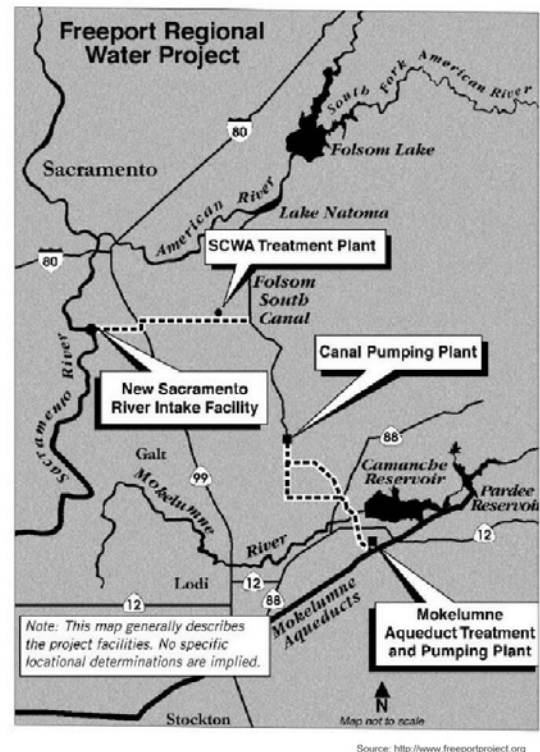 Freeport Regional
Water Project
South Fork American River
80
Folsom Lake
Sacramento
American River
Lake Natoma
SCWA Treatment Plant
80
Folsom
South
Canal
Canal Pumping Plant
New Sacramento
River Intake Facility
Sacramento River
88
Galt
99
Camanche
Reservoir
Pardee
Reservoir
Mokelumne
River
12
Lodi
12
12
88
Mokelumne
Aqueducts
Mokelumne
Aqueduct Treatment
and Pumping Plant
Note: This map generally describes
the project facilities. No specific
locational determinations are implied.
N
Stockton
Map not to scale
Source: http://www.freeportproject.org